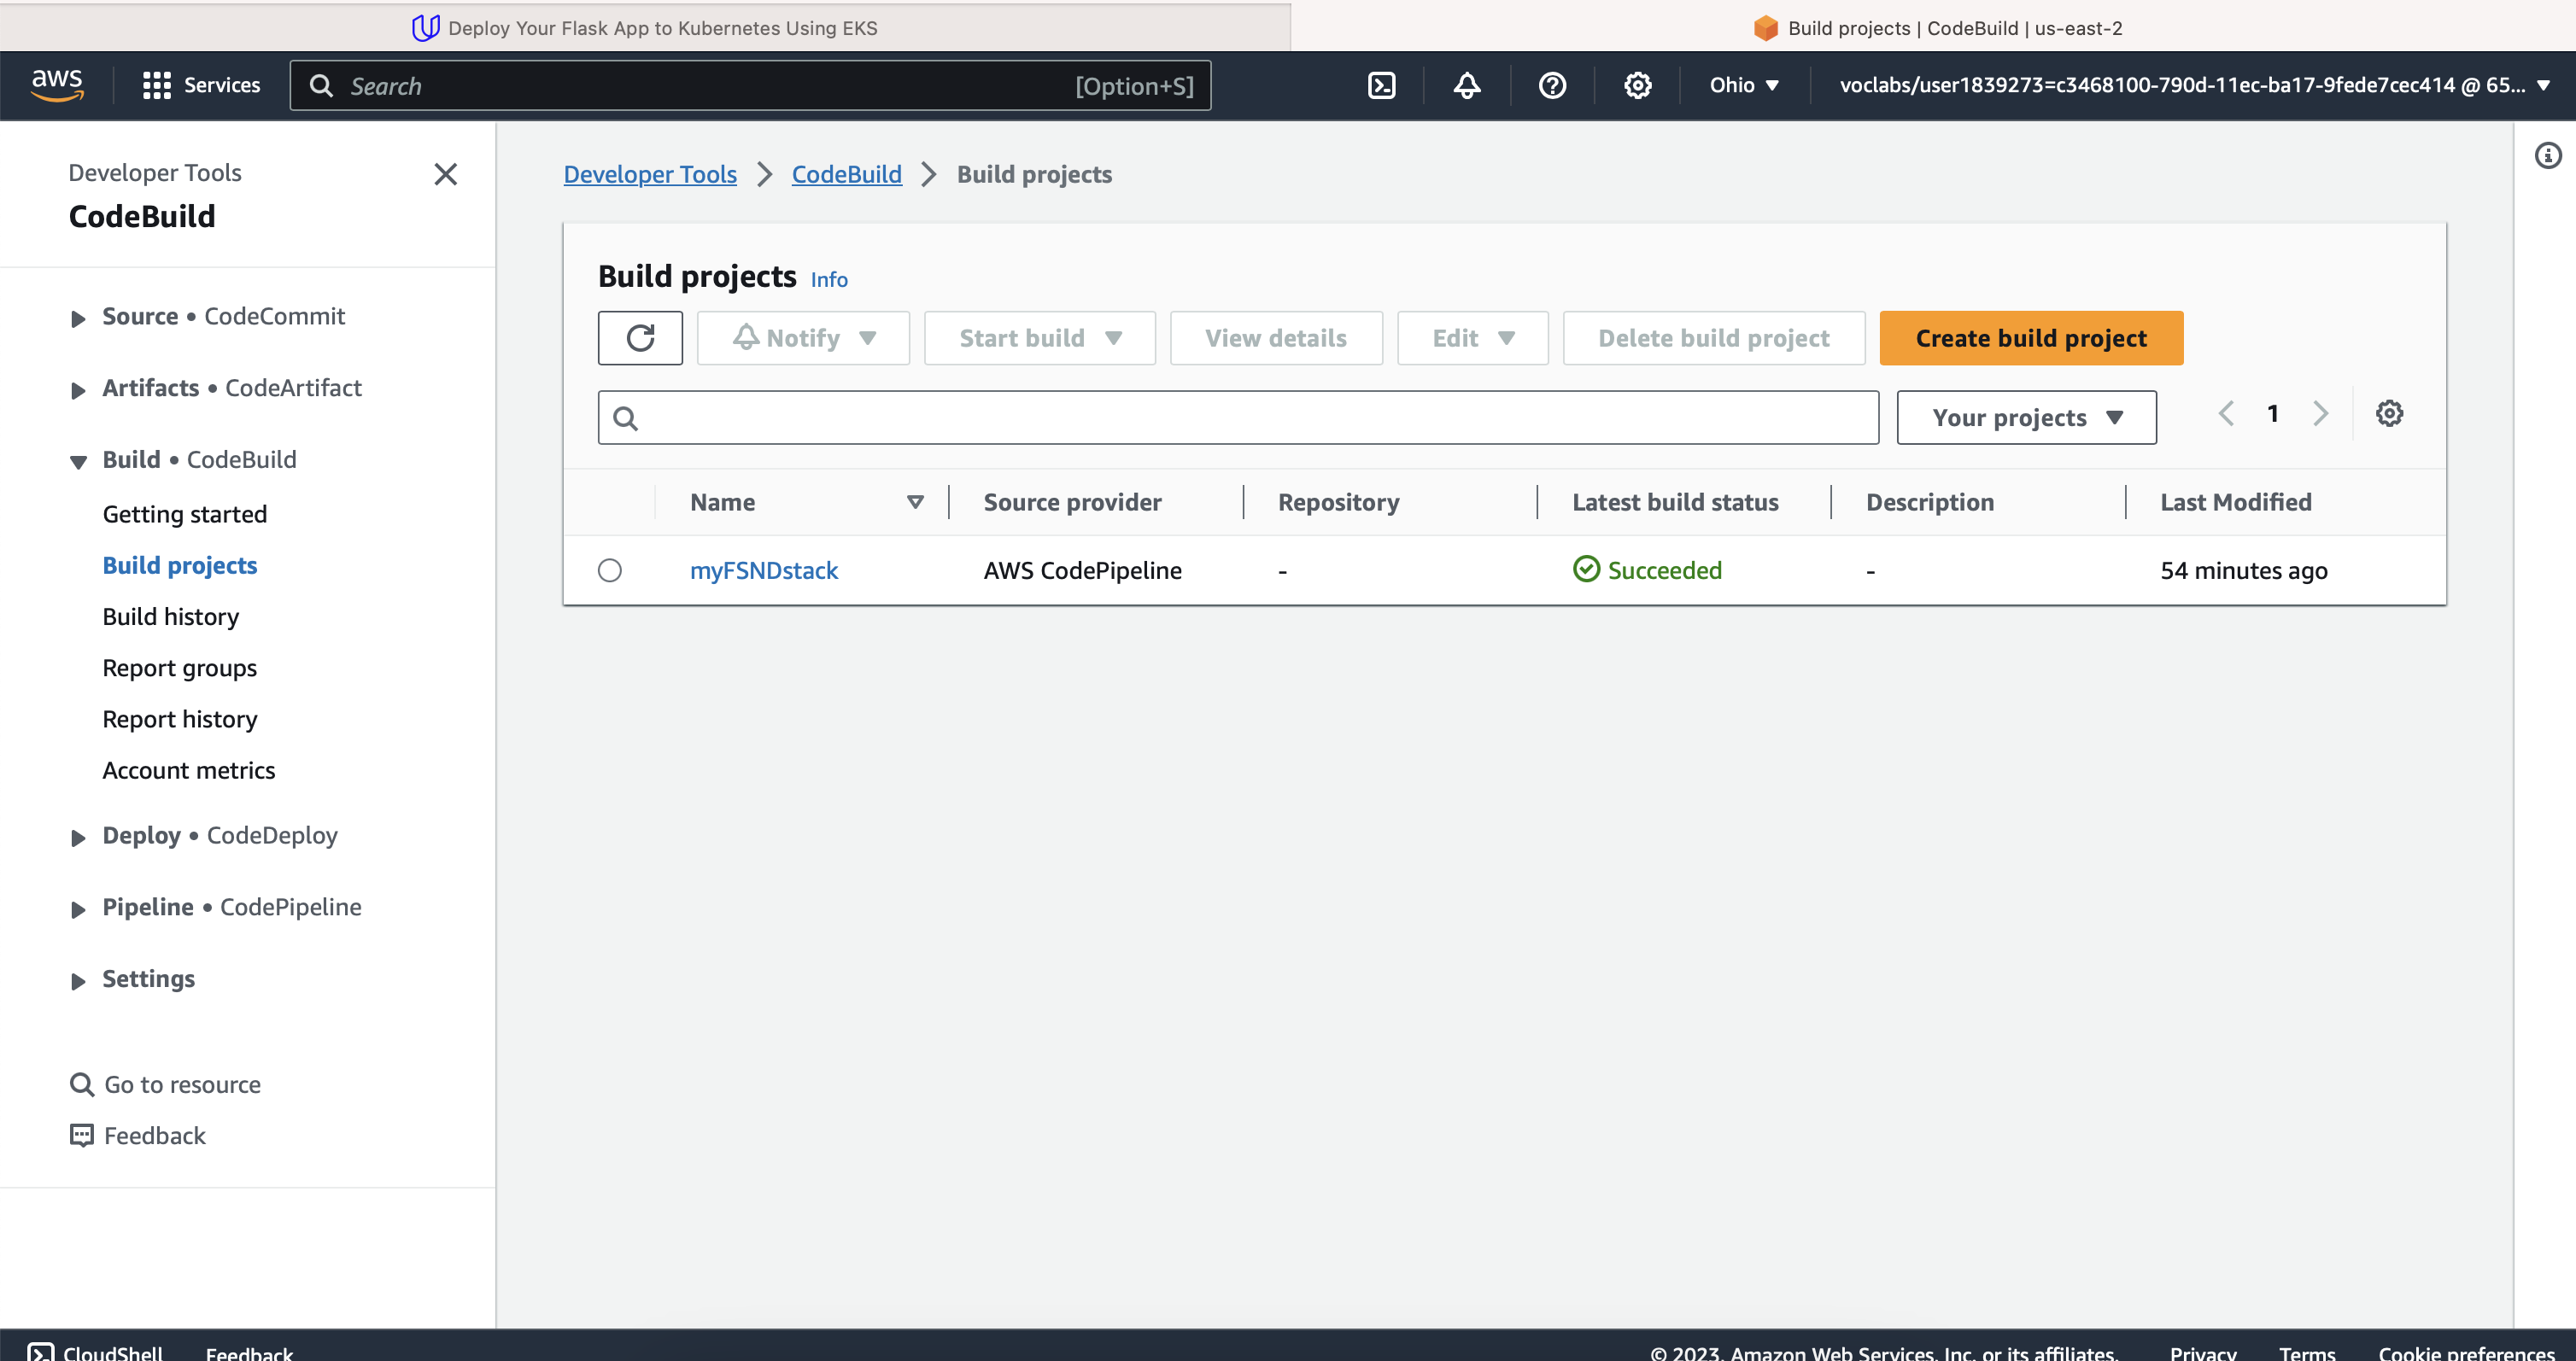 Deploy Your Flask App to Kubernetes Using EKS
Build projects | CodeBuild | us-east-2
aws
Services
Search
[Option+S]
Ohio
voclabs/user1839273=c3468100-790d-11ec-ba17-9fede7cec414 @ 65...
Developer Tools
CodeBuild
Source • CodeCommit
Artifacts • CodeArtifact
Build • CodeBuild
Getting started
Build projects
Build history
Report groups
Report history
Account metrics
Deploy • CodeDeploy
Pipeline • CodePipeline
Settings
Go to resource
Feedback
Developer Tools
CodeBuild
Build projects
Build projects Info
Notify
Start build
View details
Edit
Delete build project
Create build project
Your projects
1
Name
Source provider
Repository
Latest build status
Description
Last Modified
myFSNDstack
AWS CodePipeline
-
Succeeded
-
54 minutes ago
CloudShell
Feedback
© 2023, Amazon Web Services, Inc. or its affiliates.
Privacy
Terms
Cookie preferences